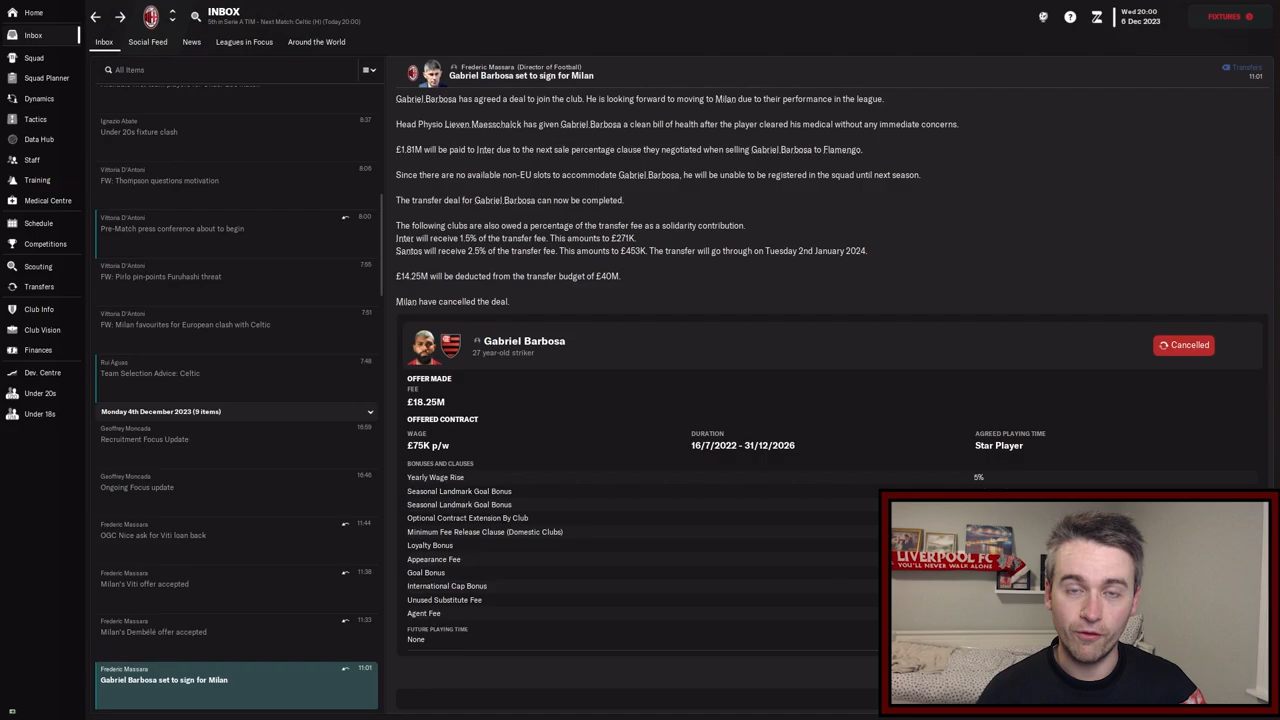 Home
Inbox
Squad
Squad Planner
Dynamics
Tactics
Data Hub
Staff
Training
Medical Centre
Schedule
Competitions
Scouting
Transfers
Club Info
Club Vision
Finances
Dev. Centre
Under 20s
Under 18s
INBOX
5th in Serie A TIM - Next Match: Celtic (H) (Today 20:00)
Wed 20:00
6 Dec 2023
FIXTURES
Inbox
Social Feed
News
Leagues in Focus
Around the World
All Items
Ignazio Abate
8:37
Under 20s fixture clash
Vittoria D'Antoni
8:06
FW: Thompson questions motivation
Vittoria D'Antoni
8:00
Pre-Match press conference about to begin
Vittoria D'Antoni
7:55
FW: Pirlo pin-points Furuhashi threat
Vittoria D'Antoni
7:51
FW: Milan favourites for European clash with Celtic
Rui Águas
7:48
Team Selection Advice: Celtic
Monday 4th December 2023 (9 items)
Geoffrey Moncada
16:59
Recruitment Focus Update
Geoffrey Moncada
16:46
Ongoing Focus update
Frederic Massara
11:44
OGC Nice ask for Viti loan back
Frederic Massara
11:38
Milan's Viti offer accepted
Frederic Massara
11:33
Milan's Dembélé offer accepted
Frederic Massara
11:01
Gabriel Barbosa set to sign for Milan
Frederic Massara (Director of Football)
Gabriel Barbosa set to sign for Milan
Transfers
11:01
Gabriel Barbosa has agreed a deal to join the club. He is looking forward to moving to Milan due to their performance in the league.
Head Physio Lieven Maesschalck has given Gabriel Barbosa a clean bill of health after the player cleared his medical without any immediate concerns.
£1.81M will be paid to Inter due to the next sale percentage clause they negotiated when selling Gabriel Barbosa to Flamengo.
Since there are no available non-EU slots to accommodate Gabriel Barbosa, he will be unable to be registered in the squad until next season.
The transfer deal for Gabriel Barbosa can now be completed.
The following clubs are also owed a percentage of the transfer fee as a solidarity contribution.
Inter will receive 1.5% of the transfer fee. This amounts to £271K.
Santos will receive 2.5% of the transfer fee. This amounts to £453K. The transfer will go through on Tuesday 2nd January 2024.
£14.25M will be deducted from the transfer budget of £40M.
Milan have cancelled the deal.
Gabriel Barbosa
27 year-old striker
Cancelled
OFFER MADE
FEE
£18.25M
OFFERED CONTRACT
WAGE
DURATION
AGREED PLAYING TIME
£75K p/w
16/7/2022 - 31/12/2026
Star Player
BONUSES AND CLAUSES
Yearly Wage Rise
5%
Seasonal Landmark Goal Bonus
Seasonal Landmark Goal Bonus
Optional Contract Extension By Club
Minimum Fee Release Clause (Domestic Clubs)
Loyalty Bonus
Appearance Fee
Goal Bonus
International Cap Bonus
Unused Substitute Fee
Agent Fee
FUTURE PLAYING TIME
None
LIVERPOOL FC
YOU'LL NEVER WALK ALONE